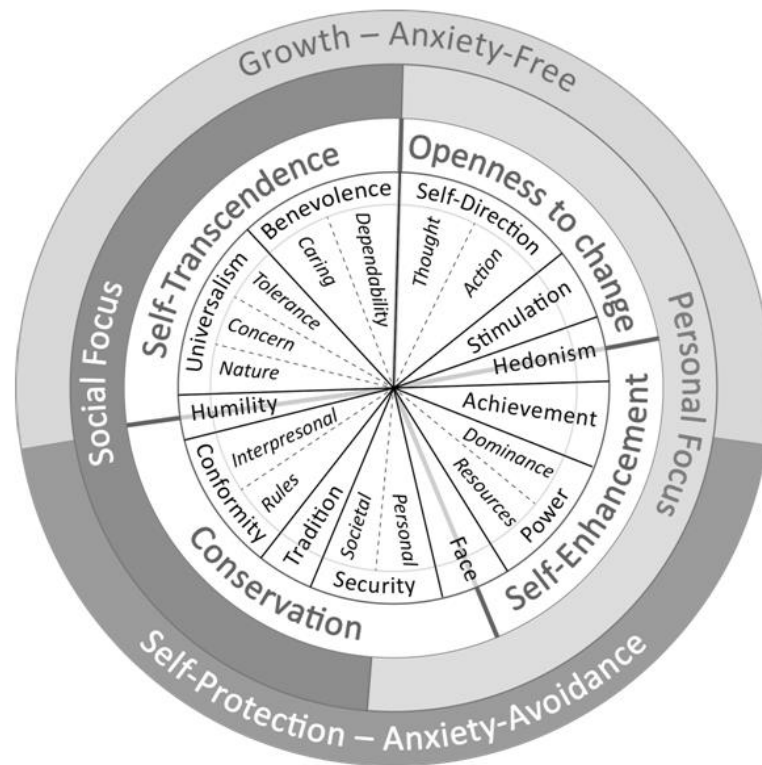 Growth – Anxiety-Free
Personal Focus
Self-Protection – Anxiety-Avoidance
Social Focus
Self-Transcendence
Openness to change
Self-Enhancement
Conservation
Benevolence
Self-Direction
Stimulation
Hedonism
Achievement
Power
Face
Security
Tradition
Conformity
Humility
Universalism
Caring
Dependability
Thought
Action
Dominance
Resources
Personal
Societal
Rules
Interpresonal
Nature
Concern
Tolerance